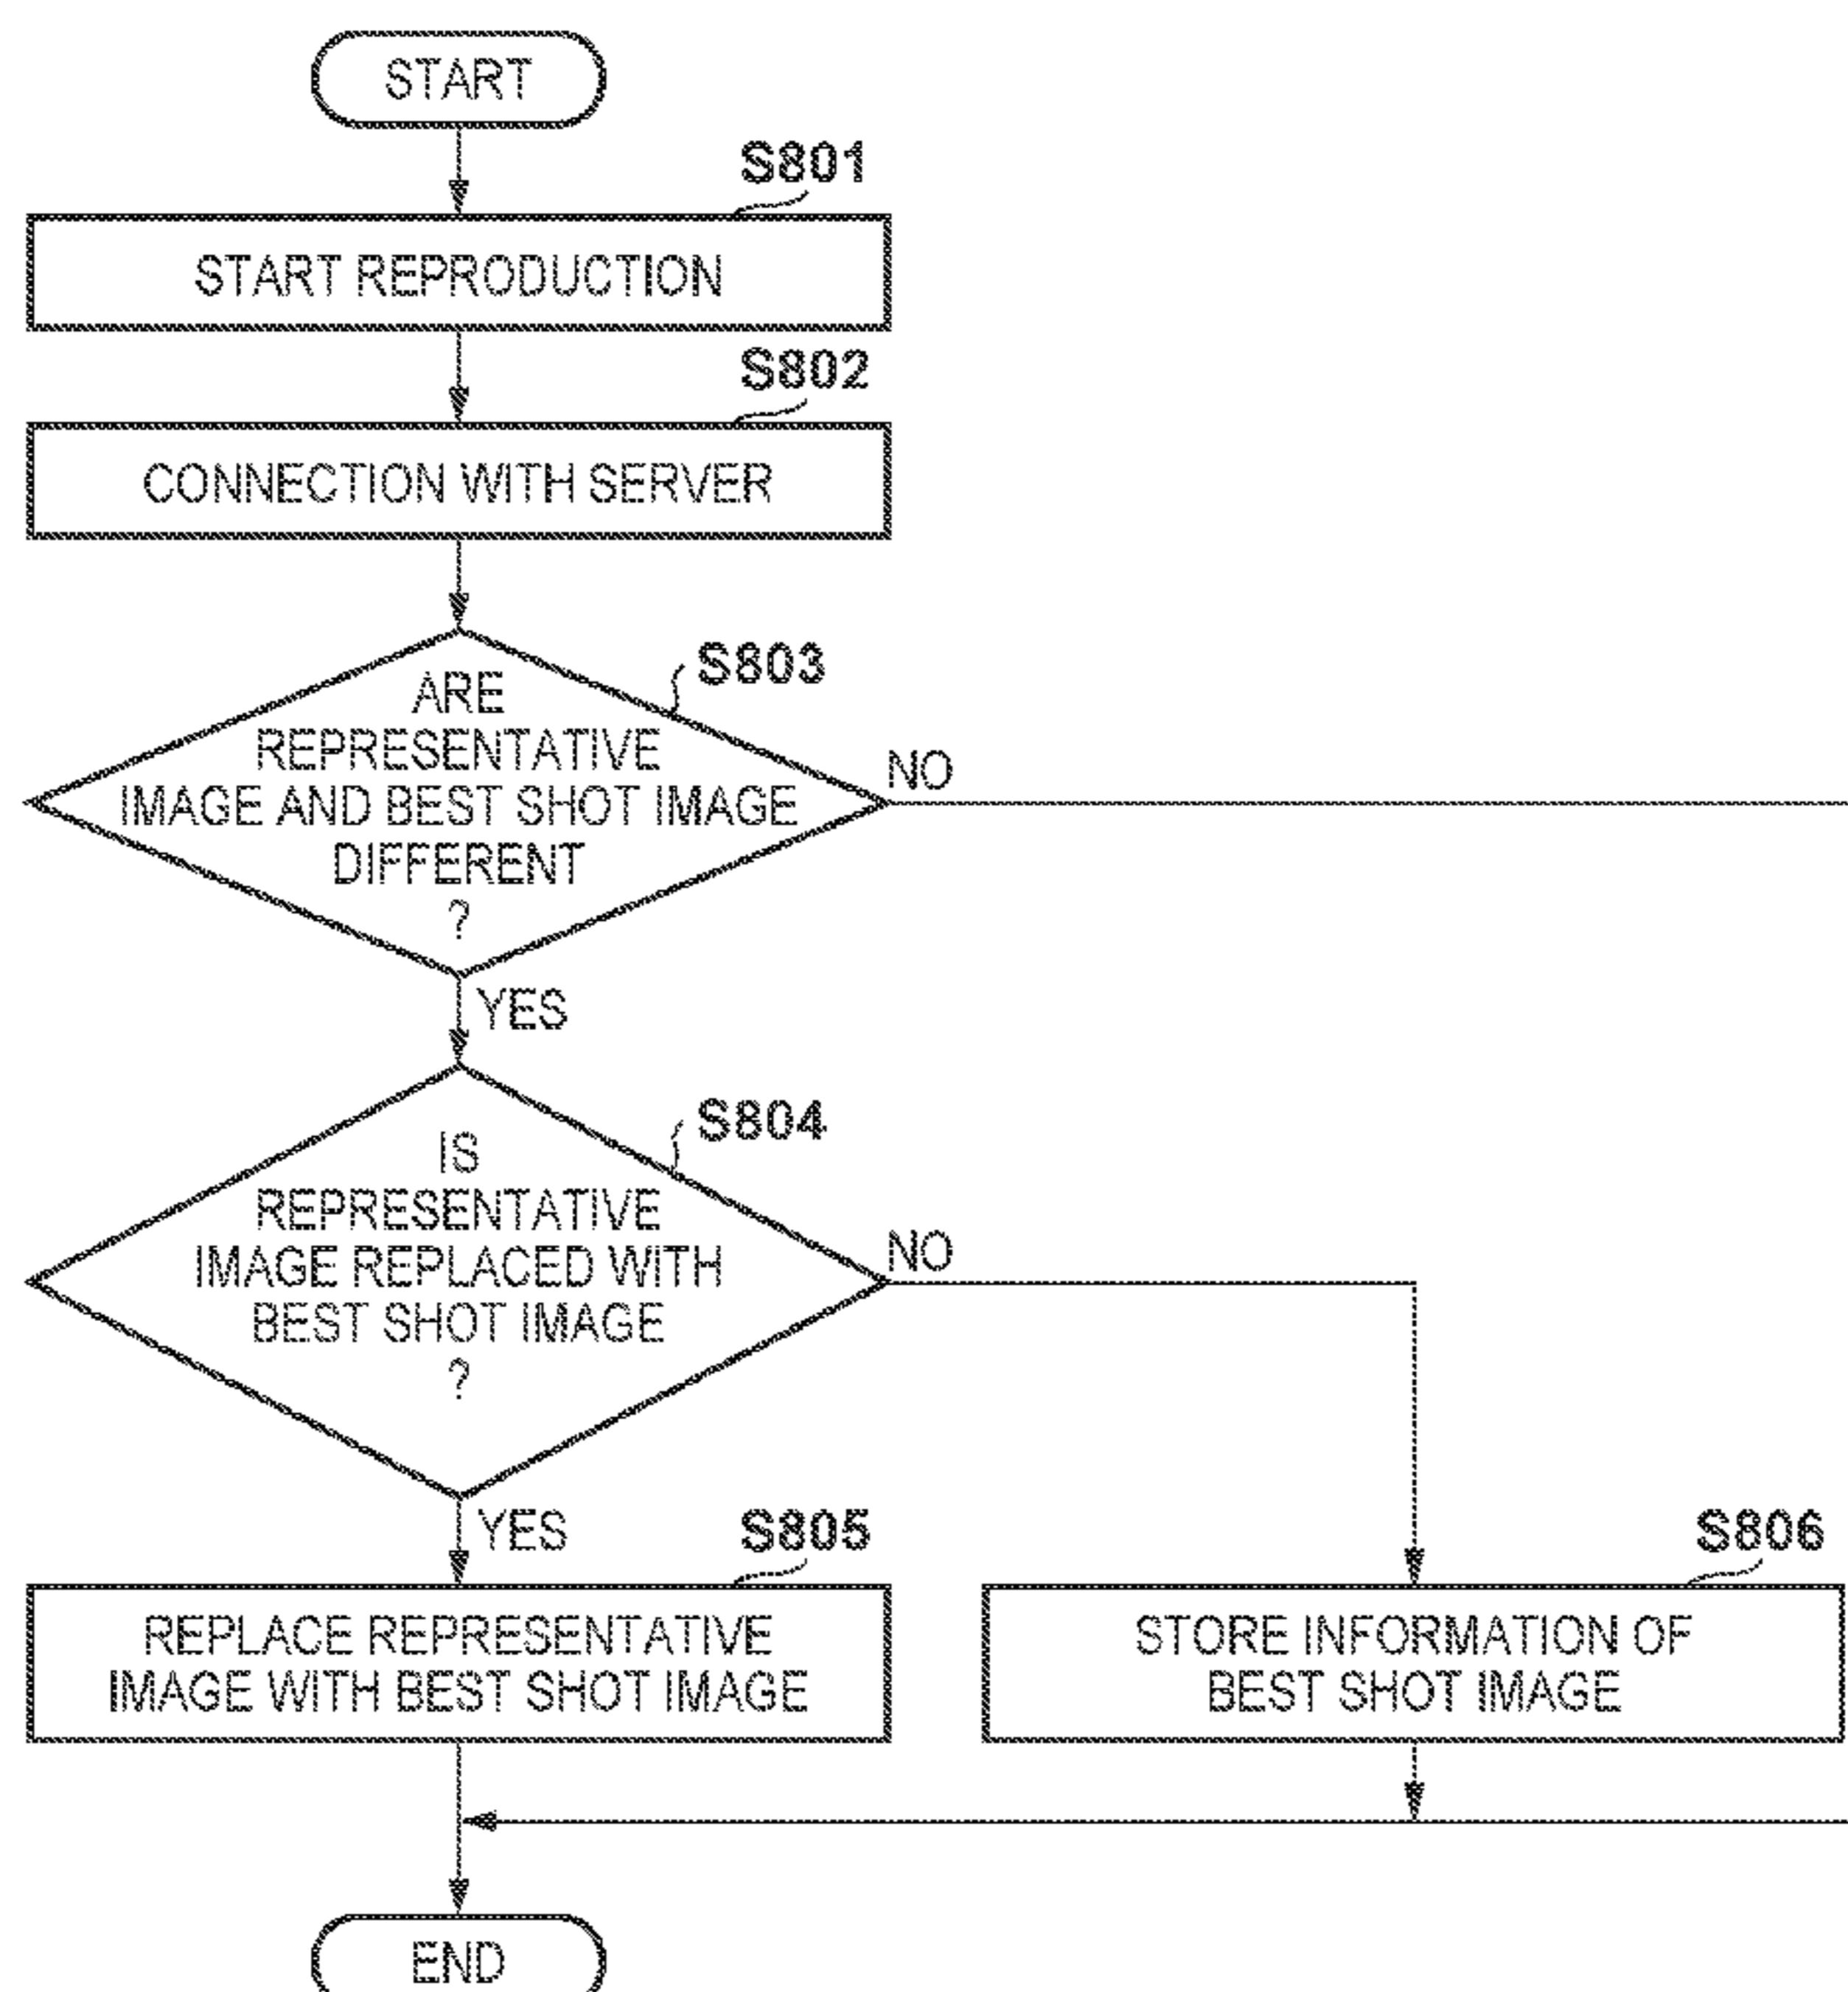 START
S801
START REPRODUCTION
S802
CONNECTION WITH SERVER
S803
ARE
REPRESENTATIVE
IMAGE AND BEST SHOT IMAGE
DIFFERENT
?
NO
YES
S804
IS
REPRESENTATIVE
IMAGE REPLACED WITH
BEST SHOT IMAGE
?
NO
YES
S805
REPLACE REPRESENTATIVE
IMAGE WITH BEST SHOT IMAGE
S806
STORE INFORMATION OF
BEST SHOT IMAGE
END